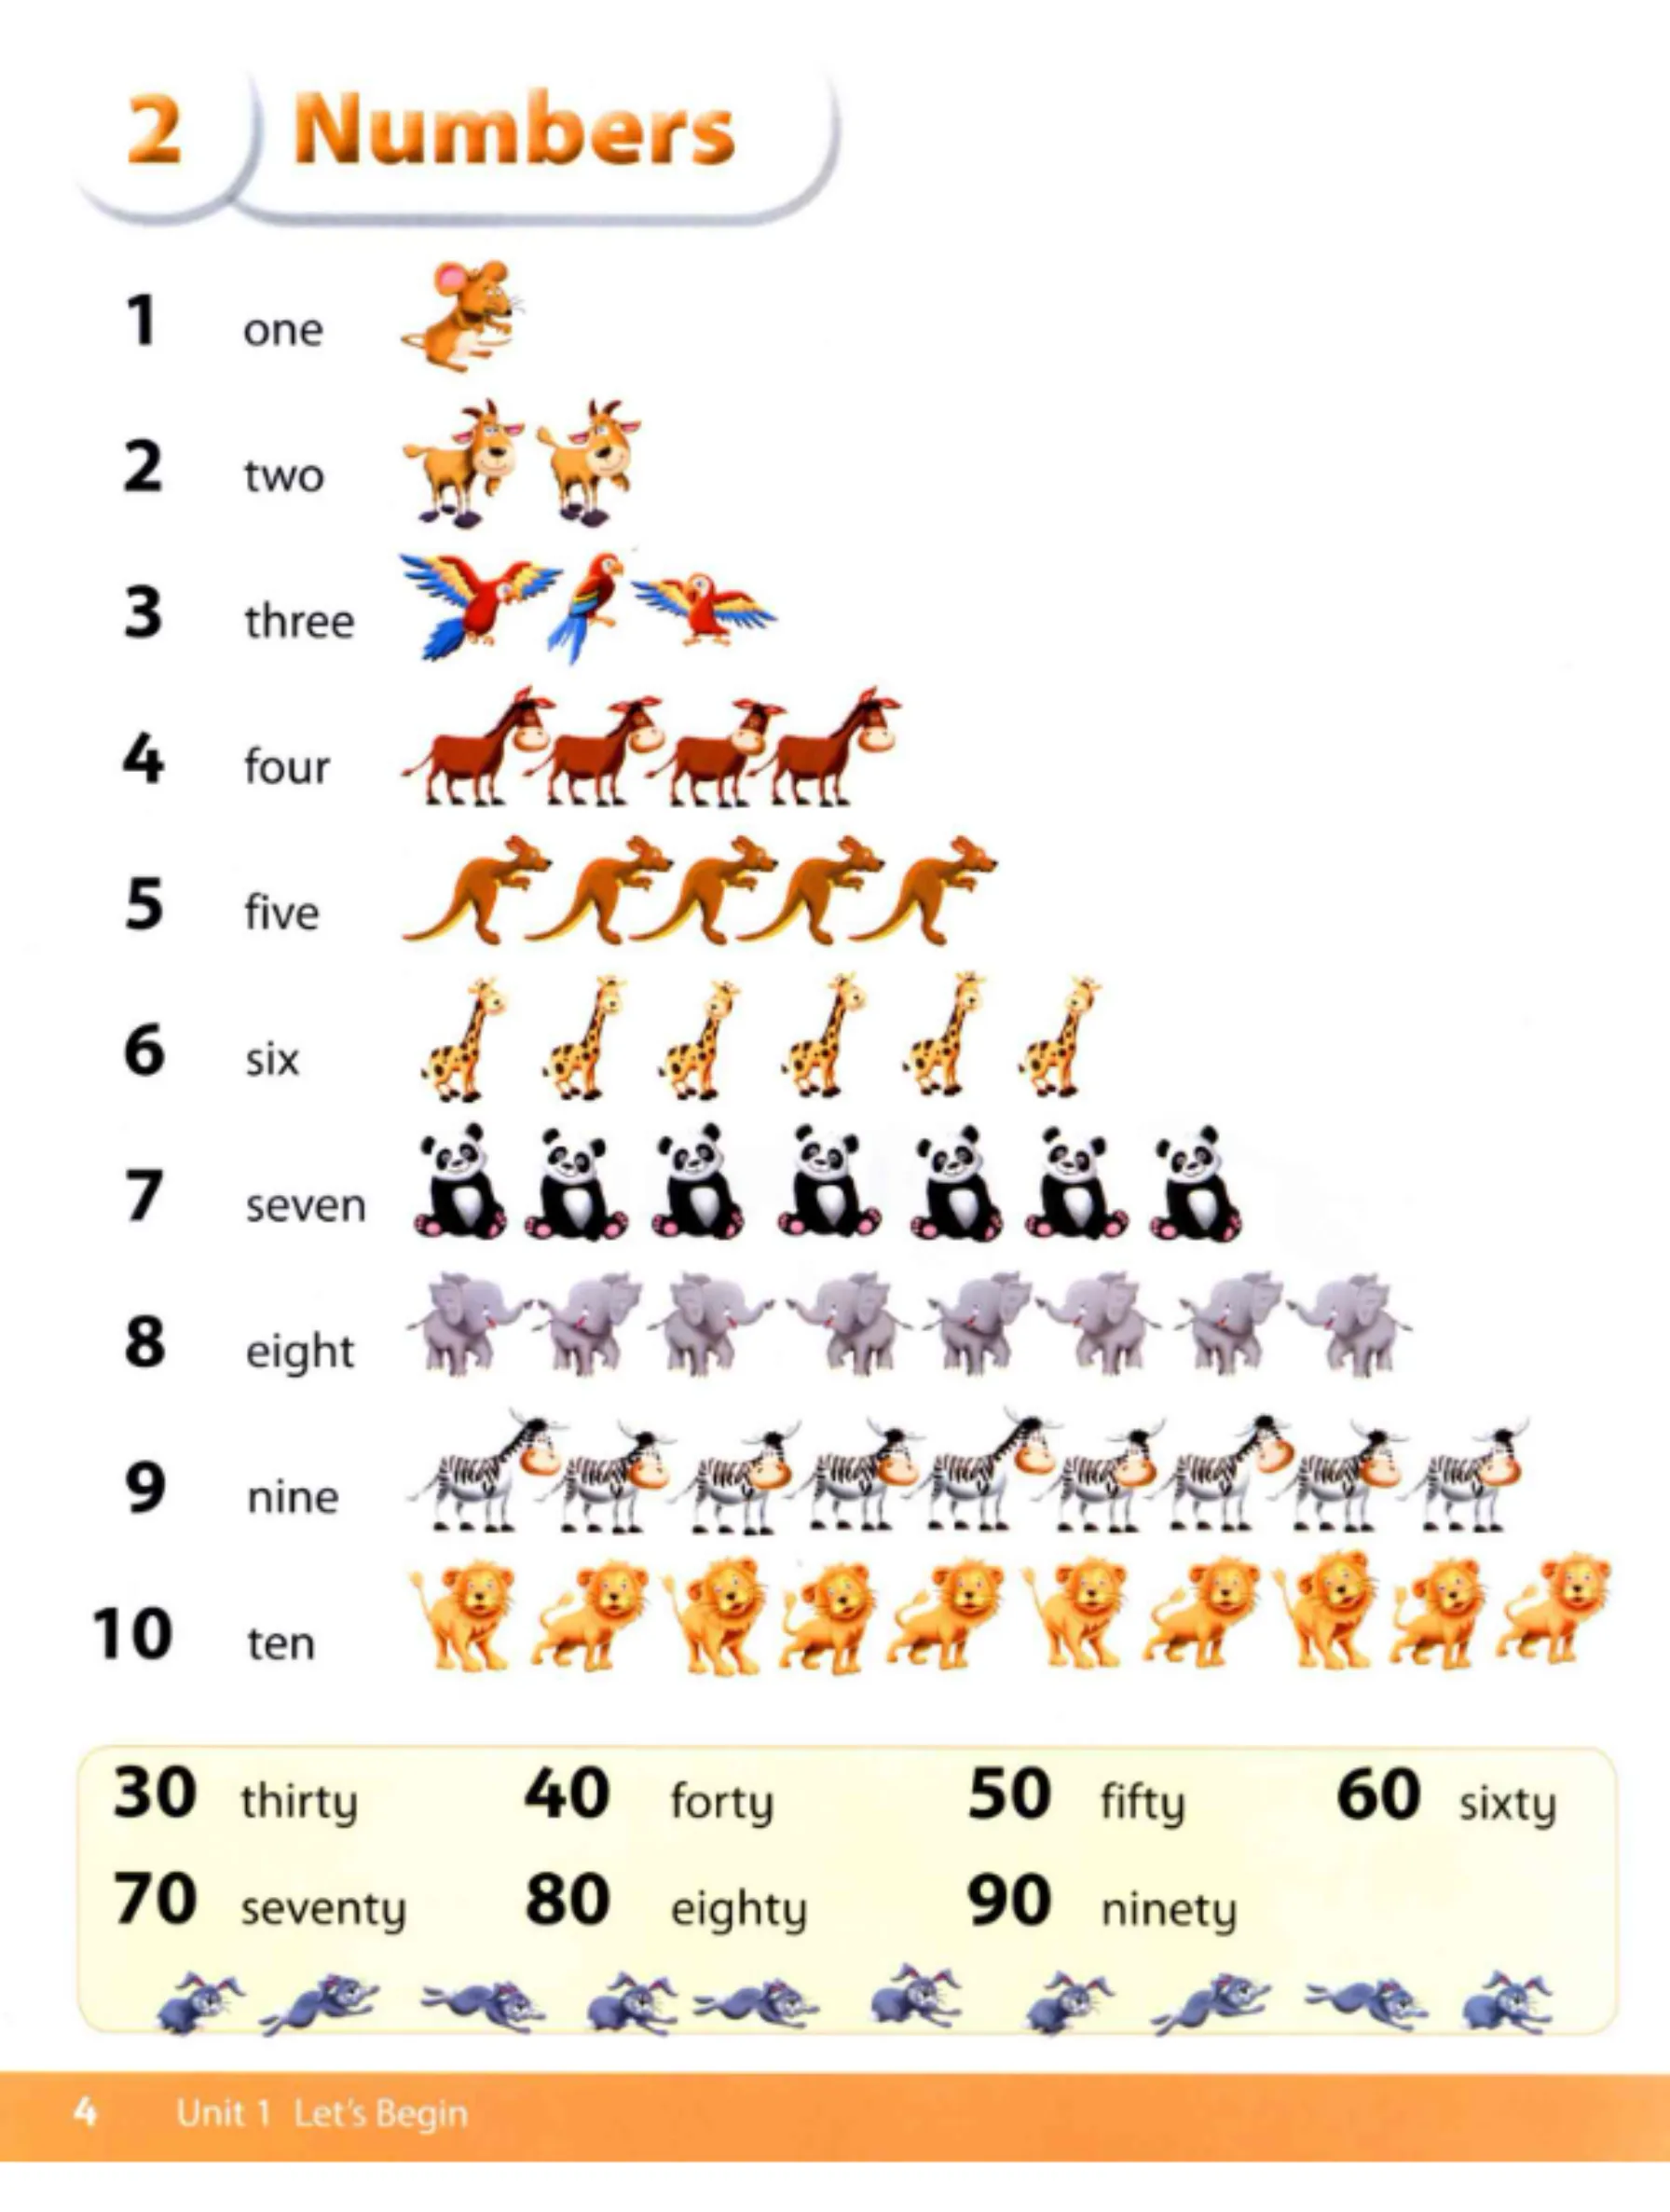 2 Numbers
1 one
2 two
3 three
4 four
5 five
6 six
7 seven
8 eight
9 nine
10 ten
30 thirty 40 forty 50 fifty 60 sixty
70 seventy 80 eighty 90 ninety
4 Unit 1 Let's Begin